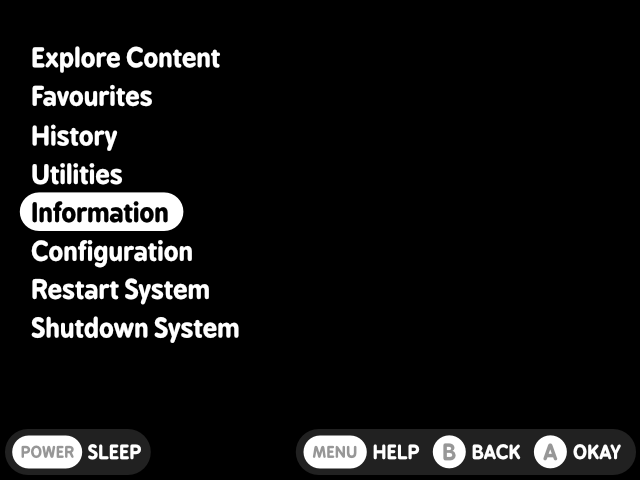 Explore Content
Favourites
History
Utilities
Information
Configuration
Restart System
Shutdown System
POWER SLEEP MENU HELP B BACK A OKAY